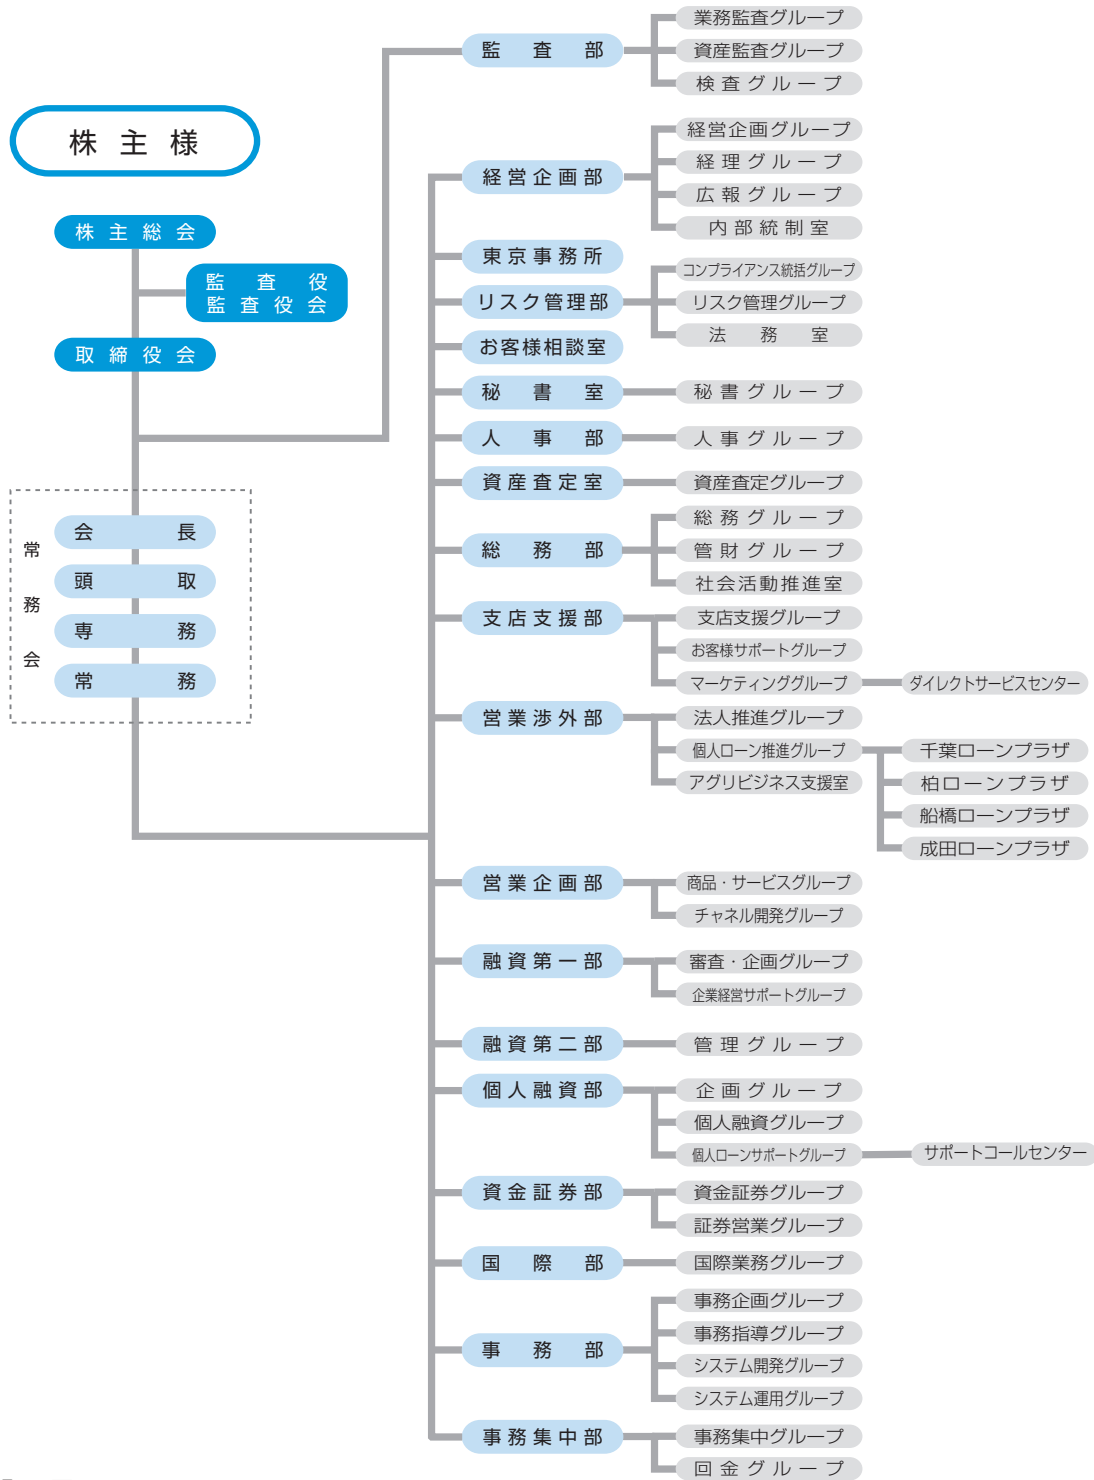 株主様
株主総会
監査役
監査役会
取締役会
常務会
会長
頭取
専務
常務
監査部
業務監査グループ
資産監査グループ
検査グループ
経営企画部
経営企画グループ
経理グループ
広報グループ
内部統制室
東京事務所
リスク管理部
コンプライアンス統括グループ
リスク管理グループ
法務室
お客様相談室
秘書室
秘書グループ
人事部
人事グループ
資産査定室
資産査定グループ
総務部
総務グループ
管財グループ
社会活動推進室
支店支援部
支店支援グループ
お客様サポートグループ
マーケティンググループ
ダイレクトサービスセンター
営業渉外部
法人推進グループ
個人ローン推進グループ
千葉ローンプラザ
柏ローンプラザ
船橋ローンプラザ
成田ローンプラザ
アグリビジネス支援室
営業企画部
商品・サービスグループ
チャネル開発グループ
融資第一部
審査・企画グループ
企業経営サポートグループ
融資第二部
管理グループ
個人融資部
企画グループ
個人融資グループ
個人ローンサポートグループ
サポートコールセンター
資金証券部
資金証券グループ
証券営業グループ
国際部
国際業務グループ
事務部
事務企画グループ
事務指導グループ
システム開発グループ
システム運用グループ
事務集中部
事務集中グループ
回金グループ